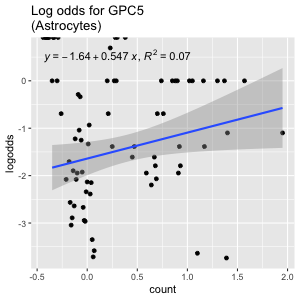 Log odds for GPC5
(Astrocytes)
y = −1.64 + 0.547 x, R² = 0.07
0
-1
-2
-3
logodds
-0.5 0.0 0.5 1.0 1.5 2.0
count